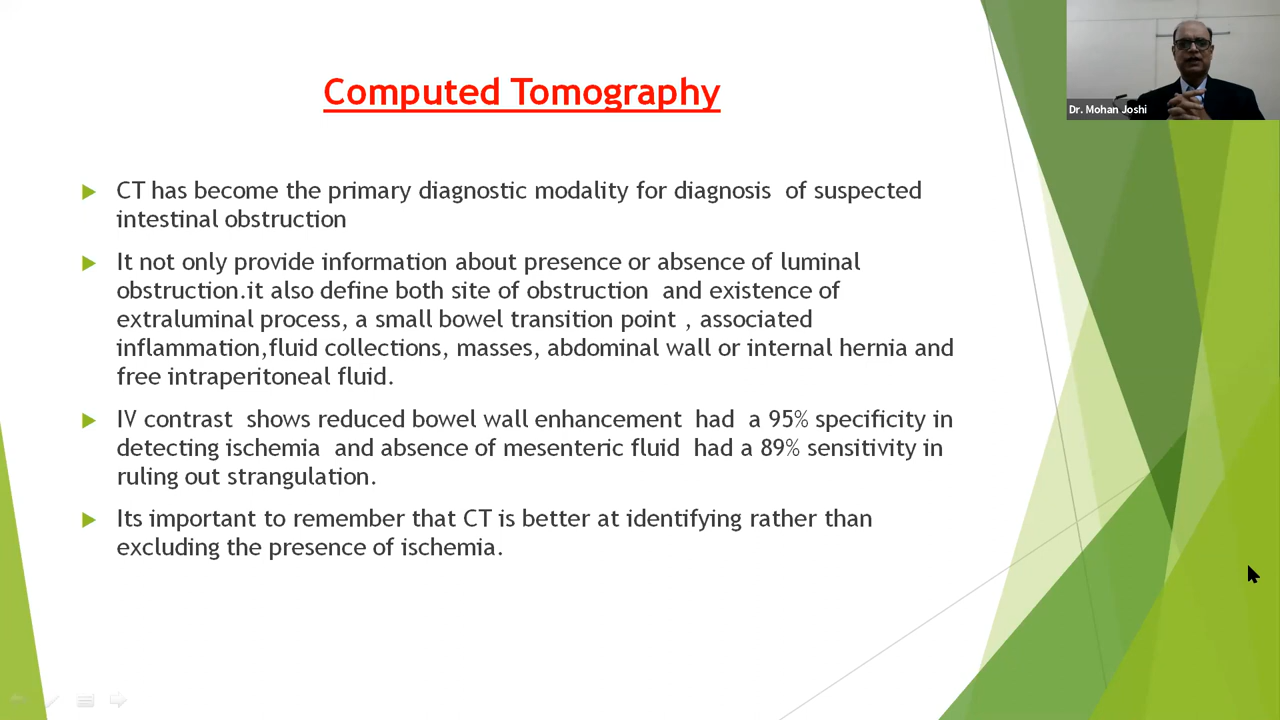 Computed Tomography
Dr. Mohan Joshi
CT has become the primary diagnostic modality for diagnosis of suspected
intestinal obstruction
It not only provide information about presence or absence of luminal
obstruction.it also define both site of obstruction and existence of
extraluminal process, a small bowel transition point , associated
inflammation,fluid collections, masses, abdominal wall or internal hernia and
free intraperitoneal fluid.
IV contrast shows reduced bowel wall enhancement had a 95% specificity in
detecting ischemia and absence of mesenteric fluid had a 89% sensitivity in
ruling out strangulation.
Its important to remember that CT is better at identifying rather than
excluding the presence of ischemia.